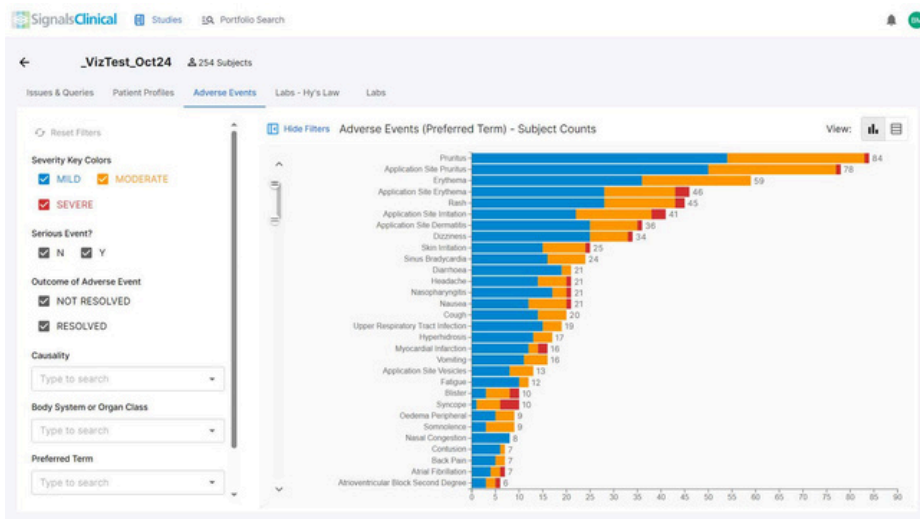 SignalsClinical Studies Portfolio Search
_VizTest_Oct24 254 Subjects
Issues & Queries Patient Profiles Adverse Events Labs - Hy's Law Labs
Reset Filters
Severity Key Colors
MILD MODERATE
SEVERE
Serious Event?
N Y
Outcome of Adverse Event
NOT RESOLVED
RESOLVED
Causality
Type to search
Body System or Organ Class
Type to search
Preferred Term
Type to search
Hide Filters Adverse Events (Preferred Term) - Subject Counts View:
Pruritus 84
Application Site Pruritus 78
Erythema 59
Application Site Erythema 46
Rash 45
Application Site Irritation 41
Application Site Dermatitis 36
Dizziness 34
Skin Irritation 25
Sinus Bradycardia 24
Diarrhoea 21
Headache 21
Nasopharyngitis 21
Nausea 21
Cough 20
Upper Respiratory Tract Infection 19
Hyperhidrosis 17
Myocardial Infarction 16
Vomiting 16
Application Site Vesicles 13
Fatigue 12
Blister 10
Syncope 10
Oedema Peripheral 9
Somnolence 9
Nasal Congestion 8
Contusion 7
Back Pain 7
Atrial Fibrillation 7
Atrioventricular Block Second Degree 6
0 5 10 15 20 25 30 35 40 45 50 55 60 65 70 75 80 85 90